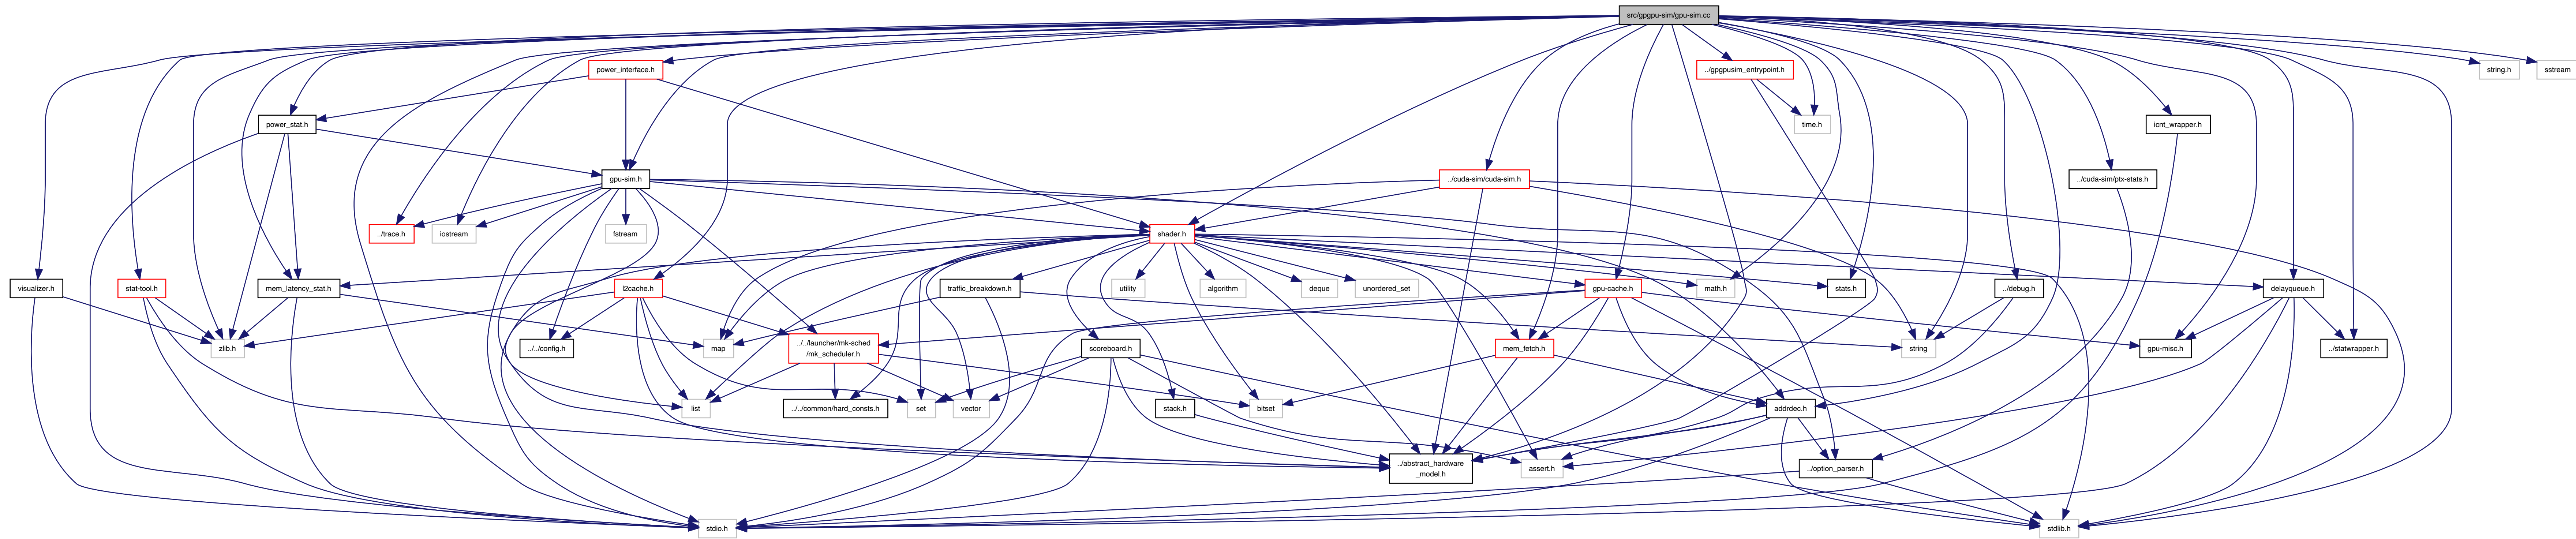 src/gpgpu-sim/gpu-sim.cc
power_interface.h
../gpgpusim_entrypoint.h
string.h
sstream
power_stat.h
time.h
icnt_wrapper.h
gpu-sim.h
../cuda-sim/cuda-sim.h
../cuda-sim/ptx-stats.h
../trace.h
iostream
fstream
shader.h
visualizer.h
stat-tool.h
mem_latency_stat.h
l2cache.h
traffic_breakdown.h
utility
algorithm
deque
unordered_set
gpu-cache.h
math.h
stats.h
../debug.h
delayqueue.h
zlib.h
../../config.h
map
../../launcher/mk-sched
/mk_scheduler.h
scoreboard.h
mem_fetch.h
string
gpu-misc.h
../statwrapper.h
list
../../common/hard_consts.h
set
vector
stack.h
bitset
addrdec.h
../abstract_hardware
_model.h
assert.h
../option_parser.h
stdio.h
stdlib.h